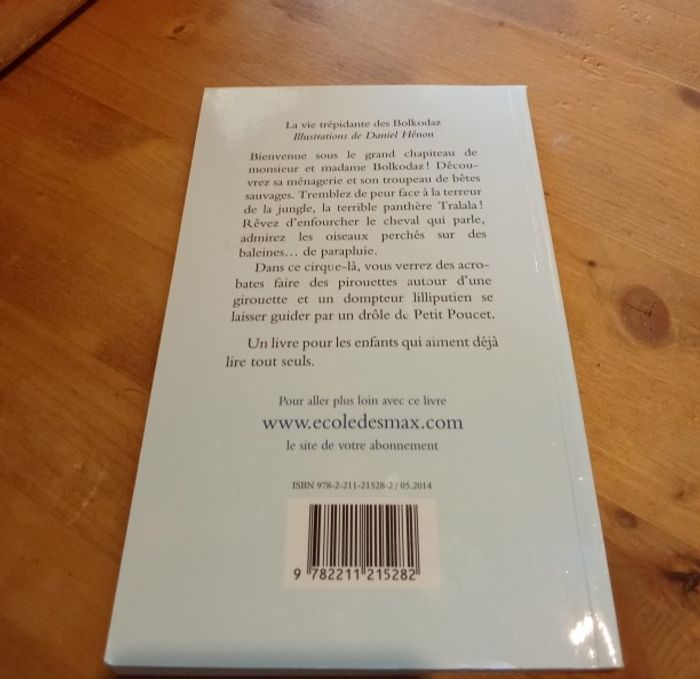 La vie trépidante des Bolkodaz
Illustrations de Daniel Hénon
Bienvenue sous le grand chapiteau de
monsieur et madame Bolkodaz ! Décou-
vrez sa ménagerie et son troupeau de bêtes
sauvages. Tremblez de peur face à la terreur
de la jungle, la terrible panthère Tralala !
Rêvez d'enfourcher le cheval qui parle,
admirez les oiseaux perchés sur des
baleines… de parapluie.
Dans ce cirque-là, vous verrez des acro-
bates faire des pirouettes autour d'une
girouette et un dompteur lilliputien se
laisser guider par un drôle de Petit Poucet.
Un livre pour les enfants qui aiment déjà
lire tout seuls.
Pour aller plus loin avec ce livre
www.ecoledesmax.com
le site de votre abonnement
ISBN 978-2-211-21528-2 / 05.2014
9 782211 215282